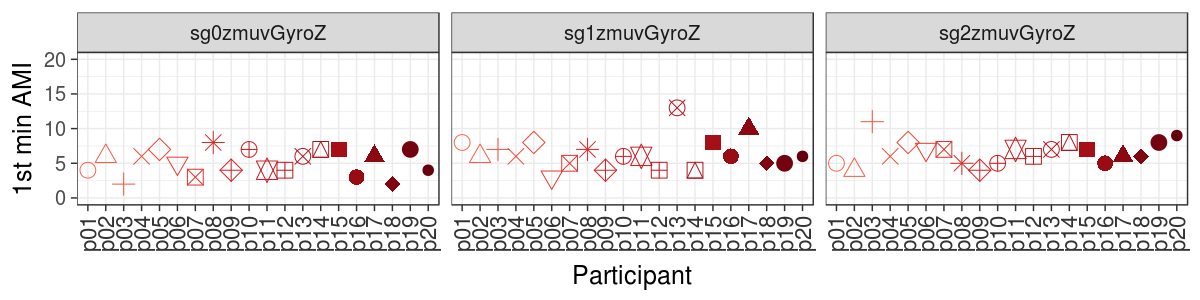 sg0zmuvGyroZ sg1zmuvGyroZ sg2zmuvGyroZ
1st min AMI
20
15
10
5
0
p01 p02 p03 p04 p05 p06 p07 p08 p09 p10 p11 p12 p13 p14 p15 p16 p17 p18 p19 p20
p01 p02 p03 p04 p05 p06 p07 p08 p09 p10 p11 p12 p13 p14 p15 p16 p17 p18 p19 p20
p01 p02 p03 p04 p05 p06 p07 p08 p09 p10 p11 p12 p13 p14 p15 p16 p17 p18 p19 p20
Participant